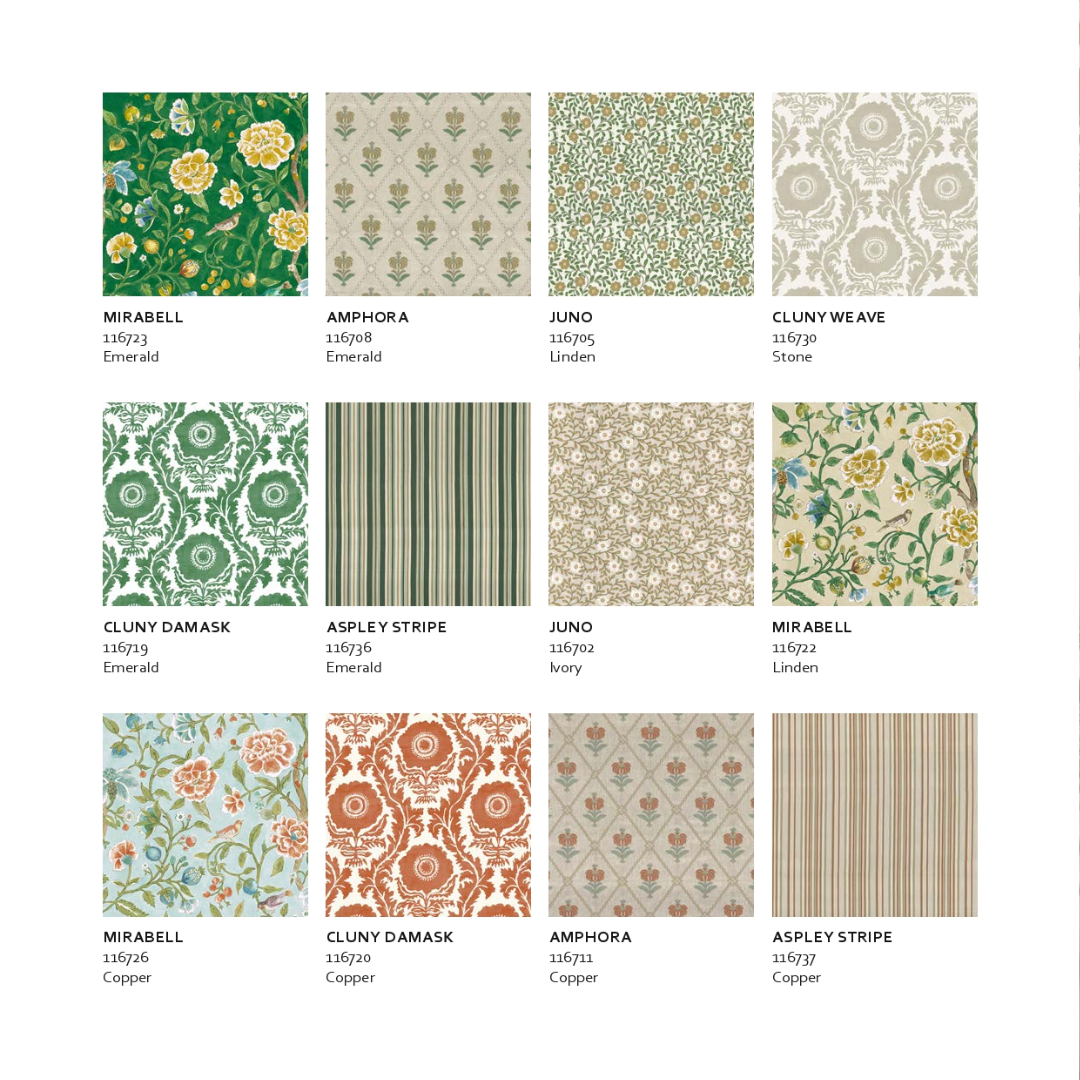 MIRABELL
116723
Emerald
AMPHORA
116708
Emerald
JUNO
116705
Linden
CLUNY WEAVE
116730
Stone
CLUNY DAMASK
116719
Emerald
ASPLEY STRIPE
116736
Emerald
JUNO
116702
Ivory
MIRABELL
116722
Linden
MIRABELL
116726
Copper
CLUNY DAMASK
116720
Copper
AMPHORA
116711
Copper
ASPLEY STRIPE
116737
Copper